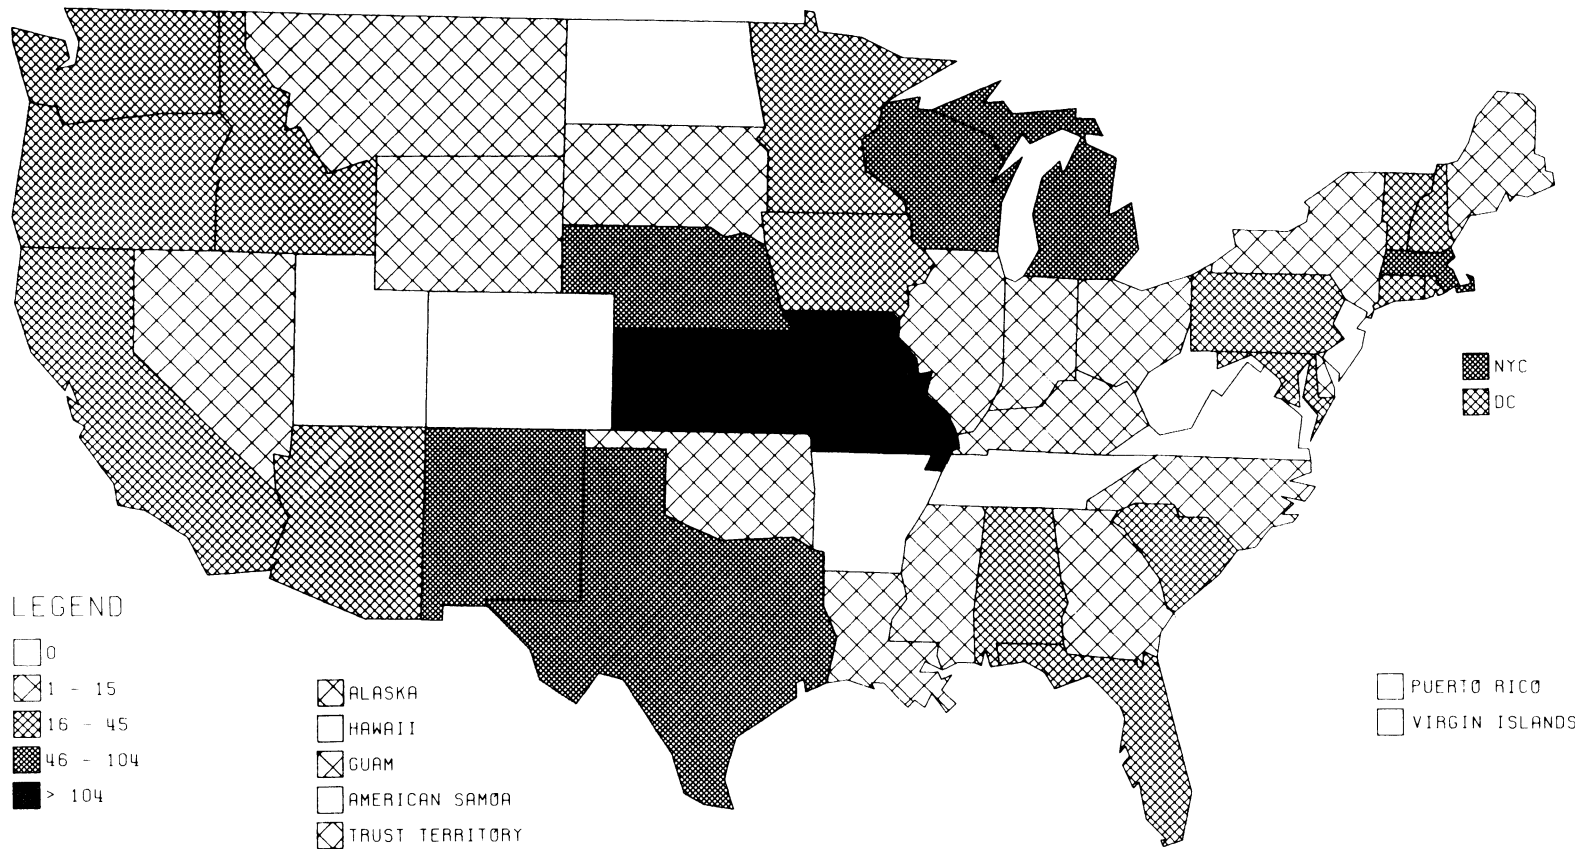 NYC
DC
LEGEND
0
1 - 15
16 - 45
46 - 104
> 104
ALASKA
HAWAII
GUAM
AMERICAN SAMOA
TRUST TERRITORY
PUERTO RICO
VIRGIN ISLANDS